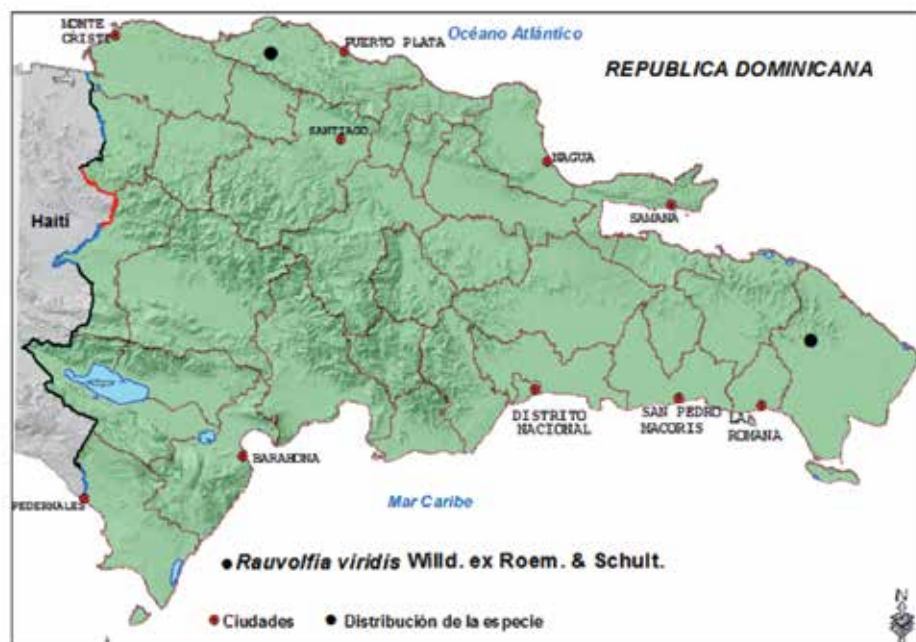 MONTE
CRISTI
PUERTO PLATA
Océano Atlántico
REPUBLICA DOMINICANA
SANTIAGO
NAGUA
SAMANA
Haití
DISTRITO
NACIONAL
SAN PEDRO
MACORIS
LA
ROMANA
BARAHONA
PEDERNALES
Mar Caribe
Rauvolfia viridis Willd. ex Roem. & Schult.
Ciudades
Distribución de la especie
N